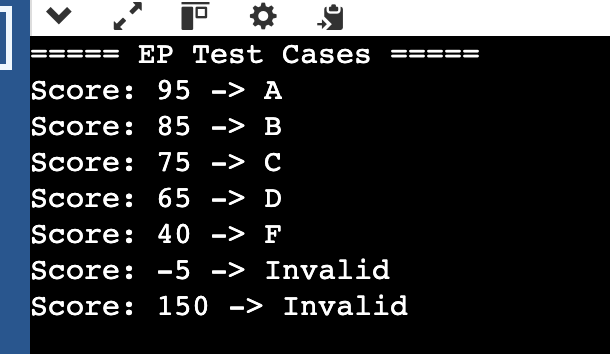 ===== EP Test Cases =====
Score: 95 -> A
Score: 85 -> B
Score: 75 -> C
Score: 65 -> D
Score: 40 -> F
Score: -5 -> Invalid
Score: 150 -> Invalid